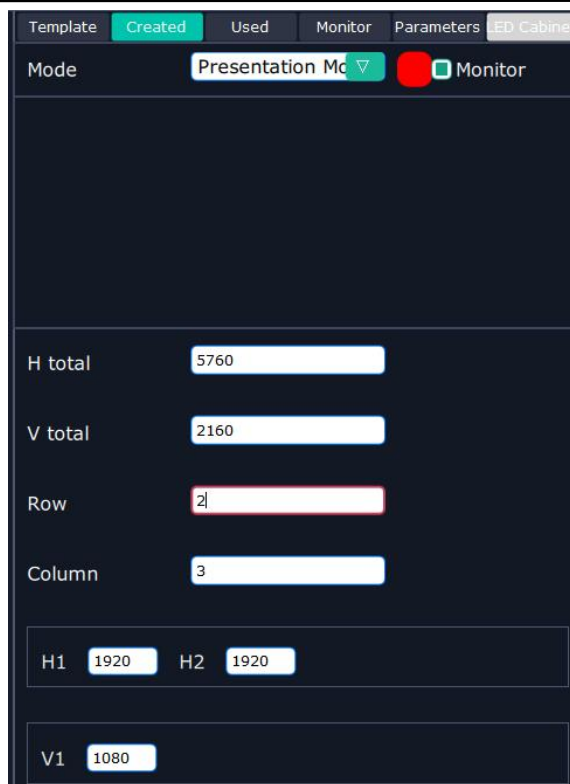 Template Created Used Monitor Parameters LED Cabine
Mode Presentation Mo Monitor
H total 5760
V total 2160
Row 2
Column 3
H1 1920 H2 1920
V1 1080